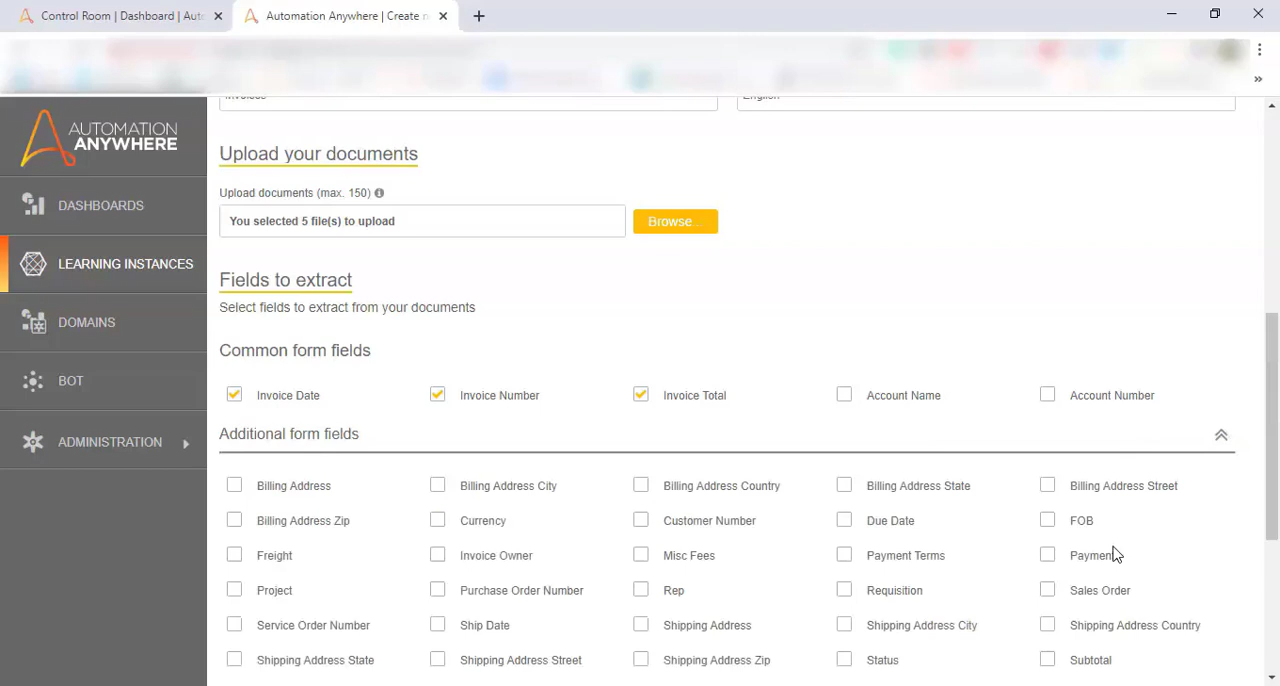 Control Room | Dashboard | Auto
Automation Anywhere | Create n
AUTOMATION
ANYWHERE
DASHBOARDS
LEARNING INSTANCES
DOMAINS
BOT
ADMINISTRATION
Invoices
English
Upload your documents
Upload documents (max. 150)
You selected 5 file(s) to upload
Browse...
Fields to extract
Select fields to extract from your documents
Common form fields
Invoice Date Invoice Number Invoice Total Account Name Account Number
Additional form fields
Billing Address Billing Address City Billing Address Country Billing Address State Billing Address Street
Billing Address Zip Currency Customer Number Due Date FOB
Freight Invoice Owner Misc Fees Payment Terms Payment
Project Purchase Order Number Rep Requisition Sales Order
Service Order Number Ship Date Shipping Address Shipping Address City Shipping Address Country
Shipping Address State Shipping Address Street Shipping Address Zip Status Subtotal